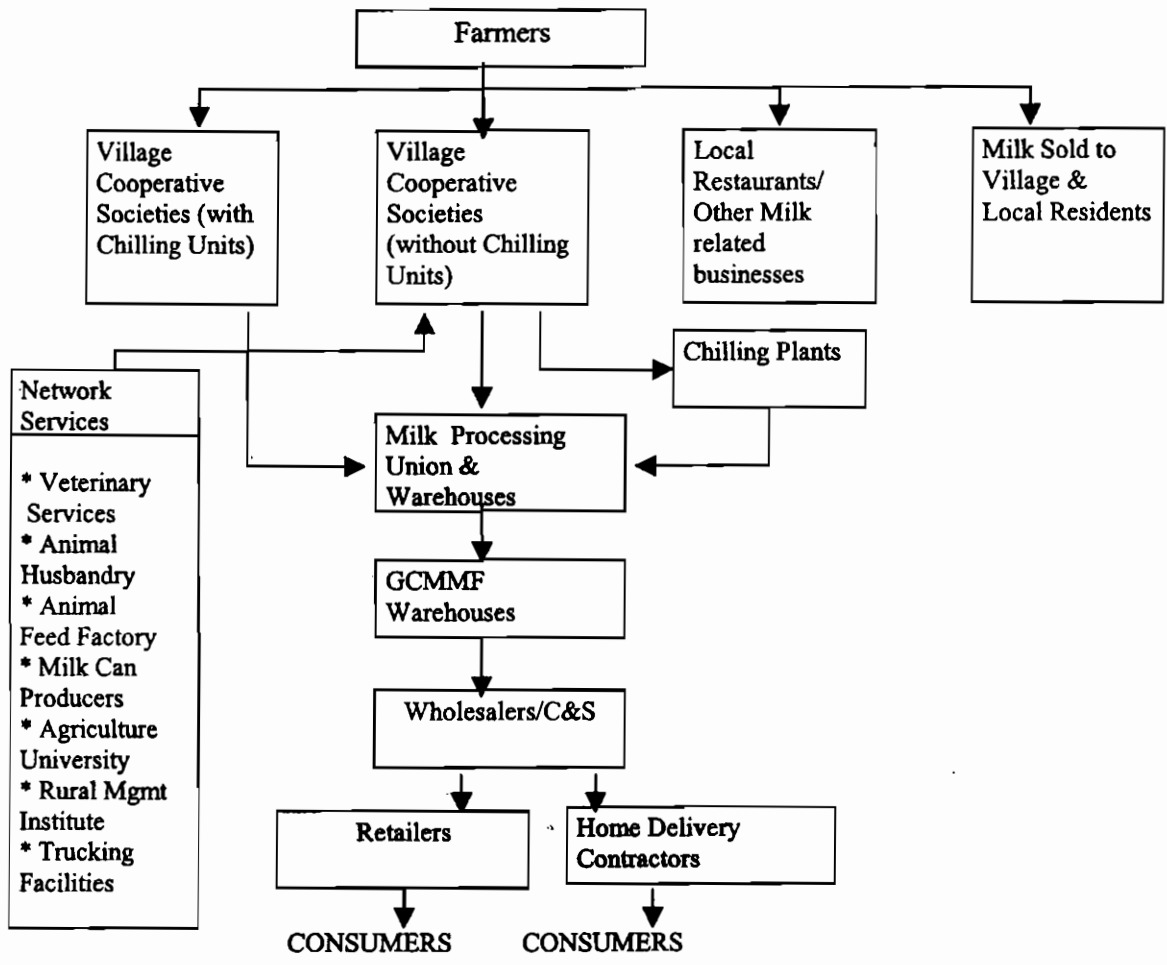 Farmers
Village
Cooperative
Societies (with
Chilling Units)
Village
Cooperative
Societies
(without Chilling
Units)
Local
Restaurants/
Other Milk
related
businesses
Milk Sold to
Village &
Local Residents
Chilling Plants
Network
Services
* Veterinary
Services
* Animal
Husbandry
* Animal
Feed Factory
* Milk Can
Producers
* Agriculture
University
* Rural Mgmt
Institute
* Trucking
Facilities
Milk Processing
Union &
Warehouses
GCMMF
Warehouses
Wholesalers/C&S
Retailers
Home Delivery
Contractors
CONSUMERS
CONSUMERS